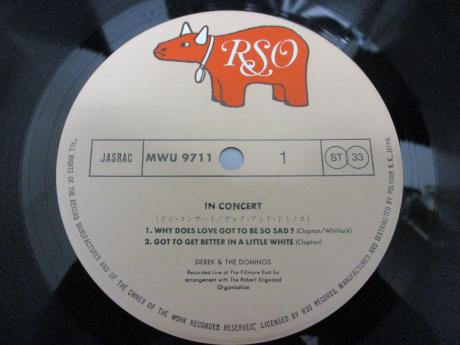 RSO
JASRAC MWU 9711 1 ST 33
IN CONCERT
(イン・コンサート/デレク・アンド・ドミノス)
1. WHY DOES LOVE GOT TO BE SO SAD? (Clapton/Whitlock)
2. GOT TO GET BETTER IN A LITTLE WHITE (Clapton)
DEREK & THE DOMINOS
Recorded Live at The Fillmore East by
arrangement with The Robert Stigwood
Organisation
"ALL RIGHTS OF THE RECORD MANUFACTURER AND OF THE OWNER OF THE WORK RECORDED RESERVED," LICENSED BY RSO RECORDS, MANUFACTURED AND DISTRIBUTED BY POLYDOR K.K., JAPAN.